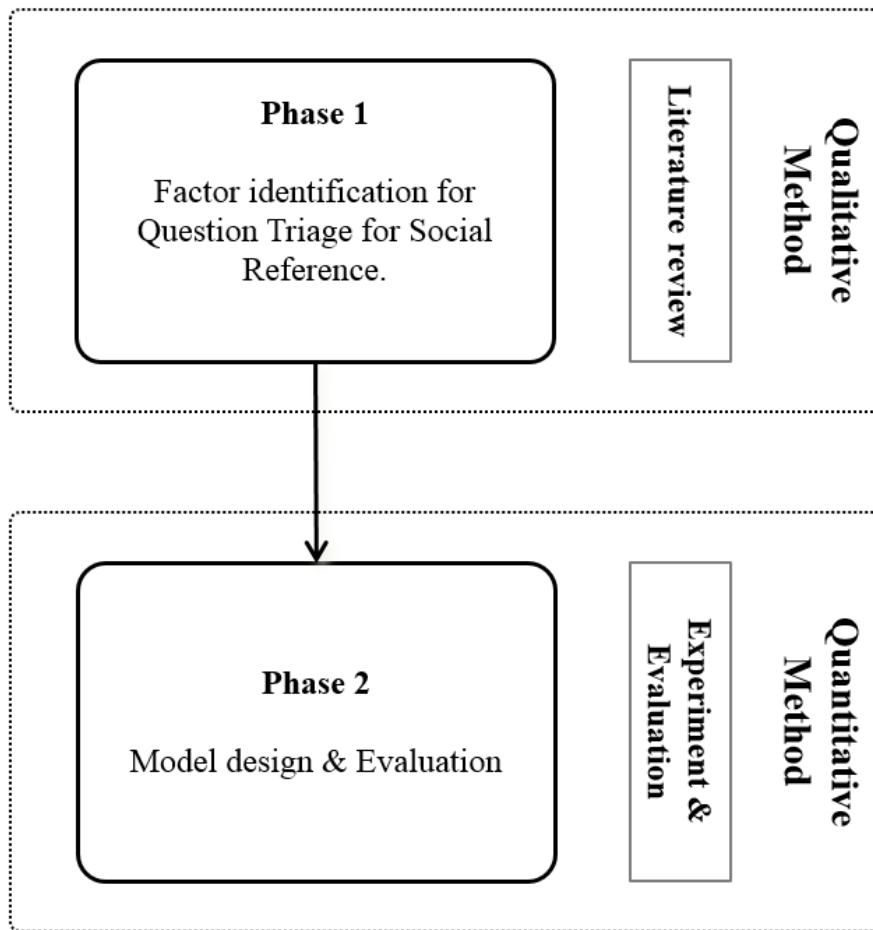 Phase 1
Factor identification for
Question Triage for Social
Reference.
Literature review
Qualitative
Method
Phase 2
Model design & Evaluation
Experiment &
Evaluation
Quantitative
Method